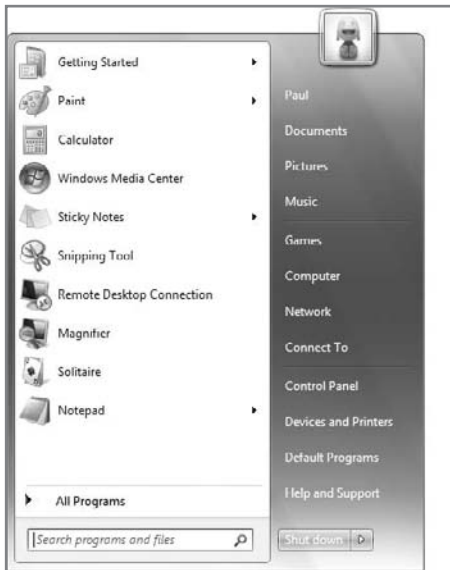 Getting Started
Paint
Calculator
Windows Media Center
Sticky Notes
Snipping Tool
Remote Desktop Connection
Magnifier
Solitaire
Notepad
All Programs
Search programs and files
Paul
Documents
Pictures
Music
Games
Computer
Network
Connect To
Control Panel
Devices and Printers
Default Programs
Help and Support
Shut down